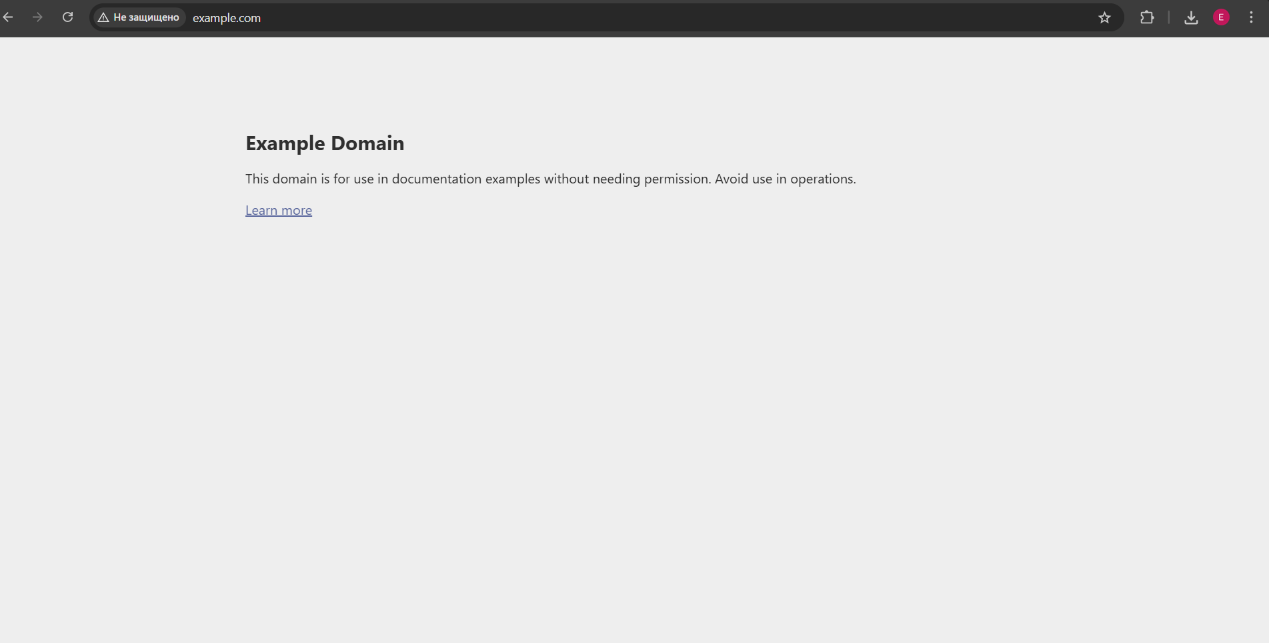 Не защищено example.com
E
Example Domain
This domain is for use in documentation examples without needing permission. Avoid use in operations.
Learn more